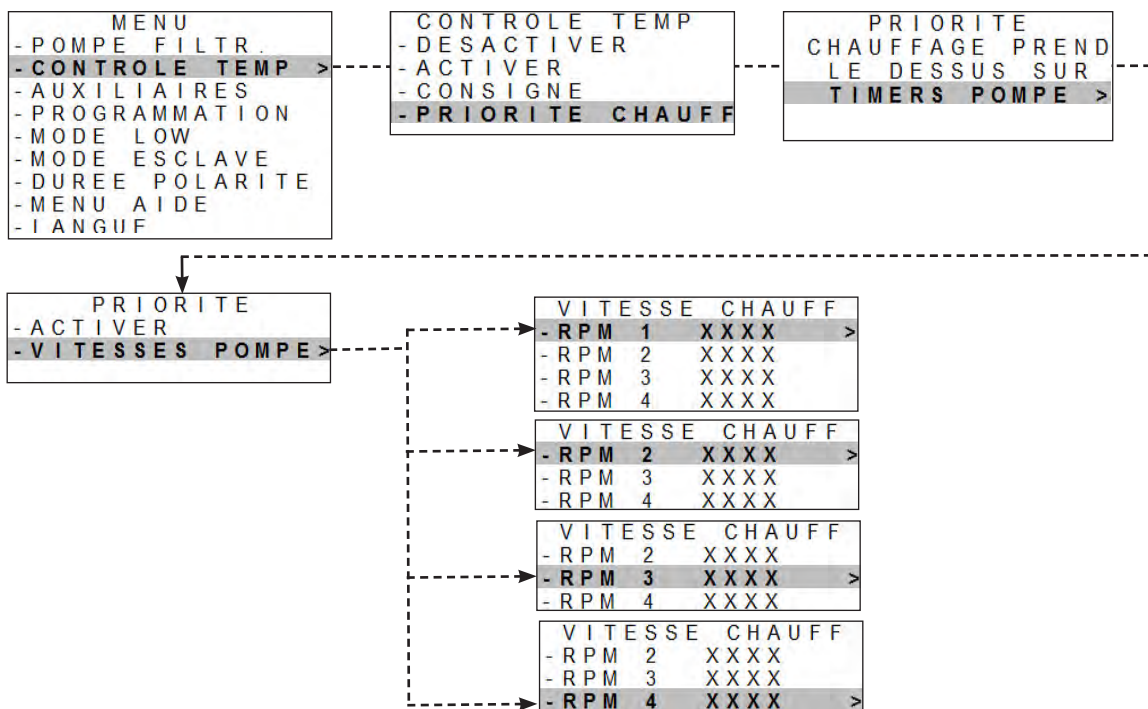 MENU
-POMPE FILTR.
-CONTROLE TEMP >
-AUXILIAIRES
-PROGRAMMATION
-MODE LOW
-MODE ESCLAVE
-DUREE POLARITE
-MENU AIDE
-LANGUE
CONTROLE TEMP
-DESACTIVER
-ACTIVER
-CONSIGNE
-PRIORITE CHAUFF
PRIORITE
CHAUFFAGE PREND
LE DESSUS SUR
TIMERS POMPE >
PRIORITE
-ACTIVER
-VITESSES POMPE>
VITESSE CHAUFF
-RPM 1 XXXX >
-RPM 2 XXXX
-RPM 3 XXXX
-RPM 4 XXXX
VITESSE CHAUFF
-RPM 2 XXXX >
-RPM 3 XXXX
-RPM 4 XXXX
VITESSE CHAUFF
-RPM 2 XXXX
-RPM 3 XXXX >
-RPM 4 XXXX
VITESSE CHAUFF
-RPM 2 XXXX
-RPM 3 XXXX
-RPM 4 XXXX >